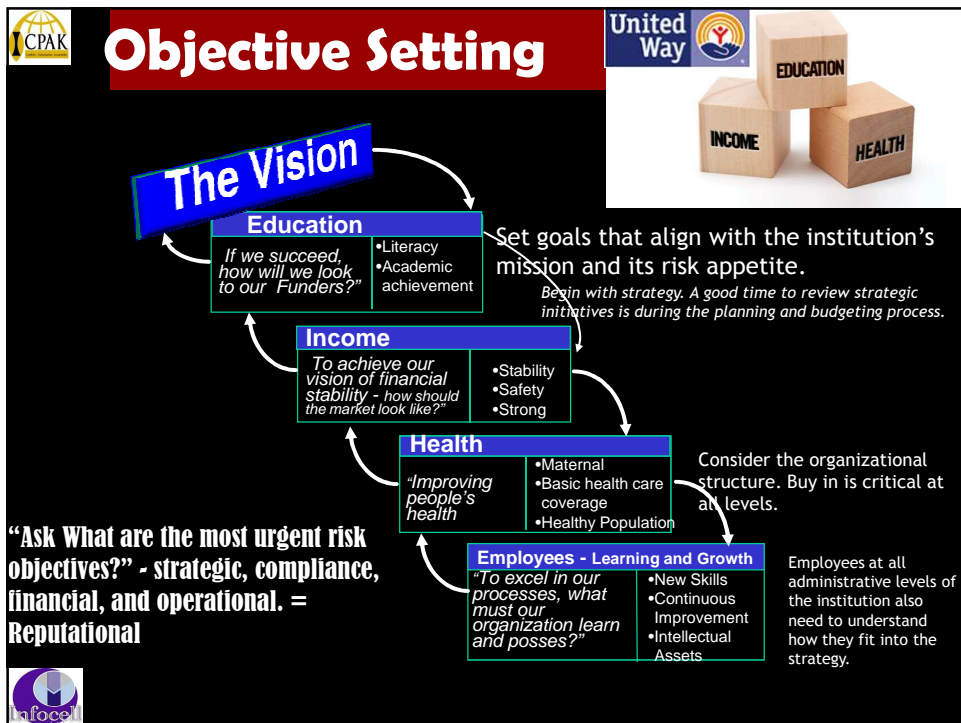 ICPAK
Objective Setting
United
Way
EDUCATION
INCOME
HEALTH
The Vision
Education
If we succeed,
how will we look
to our Funders?”
•Literacy
•Academic
achievement
Set goals that align with the institution’s
mission and its risk appetite.
Begin with strategy. A good time to review strategic
initiatives is during the planning and budgeting process.
Income
To achieve our
vision of financial
stability - how should
the market look like?”
•Stability
•Safety
•Strong
Health
“Improving
people’s
health
•Maternal
•Basic health care
coverage
•Healthy Population
Consider the organizational
structure. Buy in is critical at
all levels.
“Ask What are the most urgent risk
objectives?” - strategic, compliance,
financial, and operational. =
Reputational
Employees - Learning and Growth
“To excel in our
processes, what
must our
organization learn
and posses?”
•New Skills
•Continuous
Improvement
•Intellectual
Assets
Employees at all
administrative levels of
the institution also
need to understand
how they fit into the
strategy.
Infocell